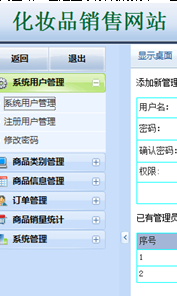 化妆品销售网站
返回 退出 显示桌面
系统用户管理
系统用户管理
注册用户管理
修改密码
商品类别管理
商品信息管理
订单管理
商品销量统计
系统管理
添加新管理
用户名:
密码:
确认密码:
权限:
已有管理员
序号
1
2